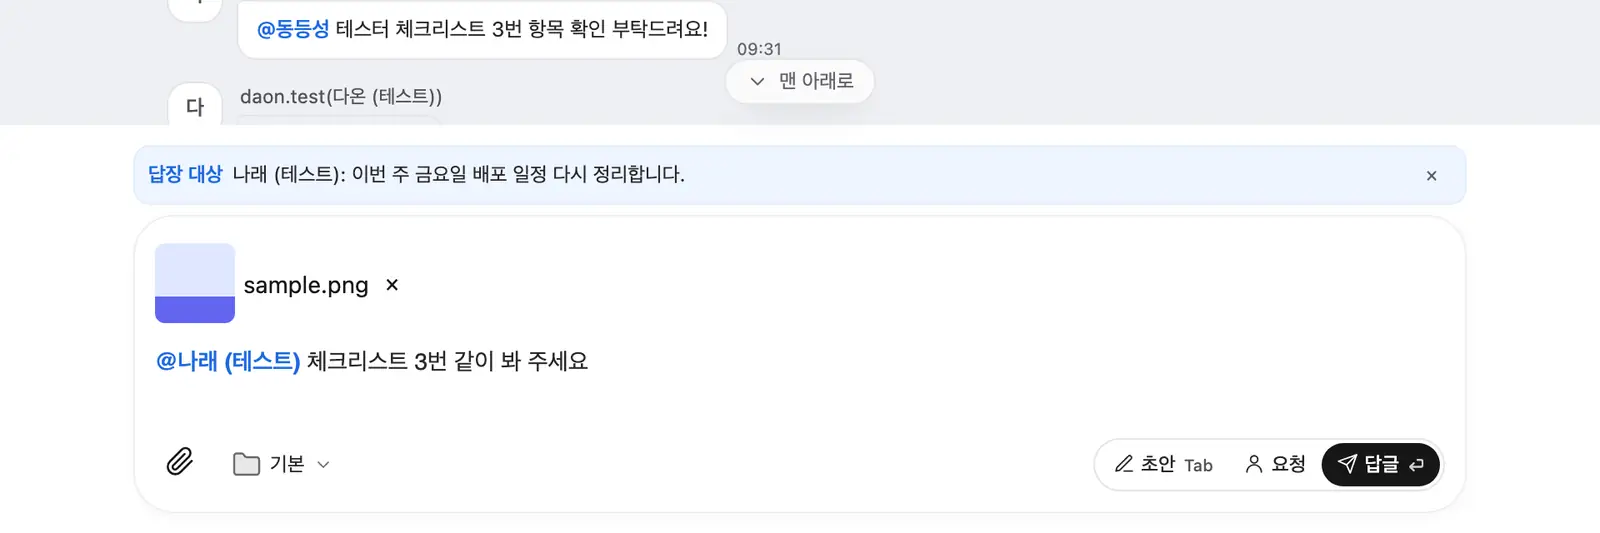 @동등성 테스터 체크리스트 3번 항목 확인 부탁드려요!
09:31
맨 아래로
다
daon.test(다온 (테스트))
답장 대상 나래 (테스트): 이번 주 금요일 배포 일정 다시 정리합니다. ×
sample.png ×
@나래 (테스트) 체크리스트 3번 같이 봐 주세요
기본 초안 Tab 요청 답글